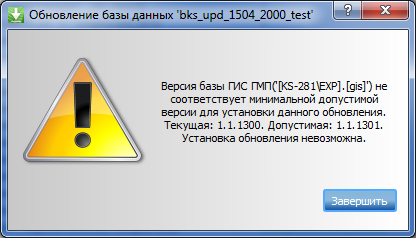 Обновление базы данных 'bks_upd_1504_2000_test'
Версия базы ГИС ГМП('[KS-281\EXP].[gis]') не
соответствует минимальной допустимой
версии для установки данного обновления.
Текущая: 1.1.1300. Допустимая: 1.1.1301.
Установка обновления невозможна.
Завершить